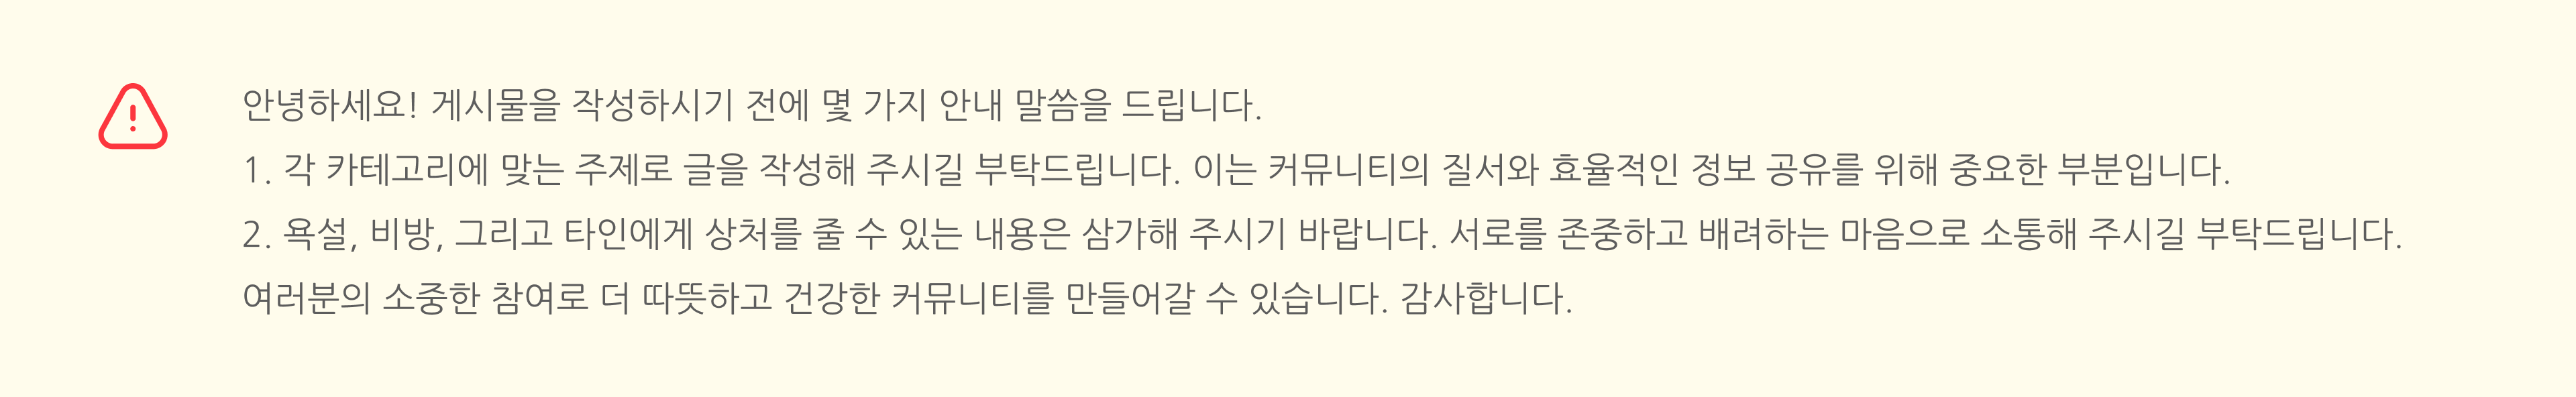 안녕하세요! 게시물을 작성하시기 전에 몇 가지 안내 말씀을 드립니다.
1. 각 카테고리에 맞는 주제로 글을 작성해 주시길 부탁드립니다. 이는 커뮤니티의 질서와 효율적인 정보 공유를 위해 중요한 부분입니다.
2. 욕설, 비방, 그리고 타인에게 상처를 줄 수 있는 내용은 삼가해 주시기 바랍니다. 서로를 존중하고 배려하는 마음으로 소통해 주시길 부탁드립니다.
여러분의 소중한 참여로 더 따뜻하고 건강한 커뮤니티를 만들어갈 수 있습니다. 감사합니다.